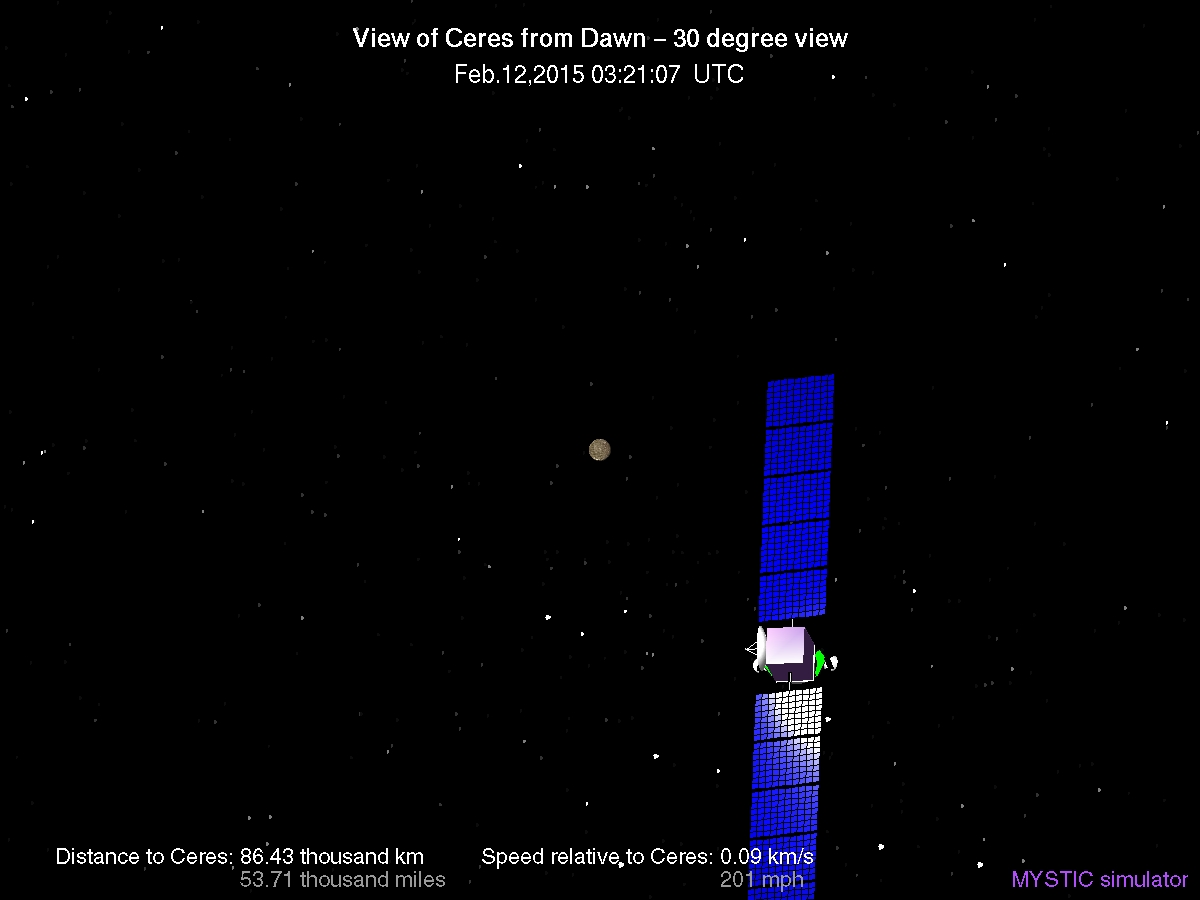 View of Ceres from Dawn – 30 degree view
Feb.12,2015 03:21:07 UTC
Distance to Ceres: 86.43 thousand km
53.71 thousand miles
Speed relative to Ceres: 0.09 km/s
201 mph
MYSTIC simulator